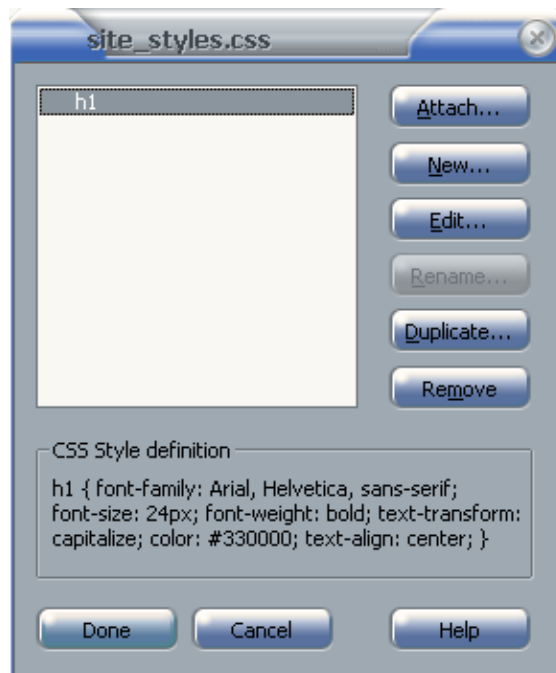 site_styles.css
h1
Attach...
New...
Edit...
Rename...
Duplicate...
Remove
CSS Style definition
h1 { font-family: Arial, Helvetica, sans-serif;
font-size: 24px; font-weight: bold; text-transform:
capitalize; color: #330000; text-align: center; }
Done
Cancel
Help